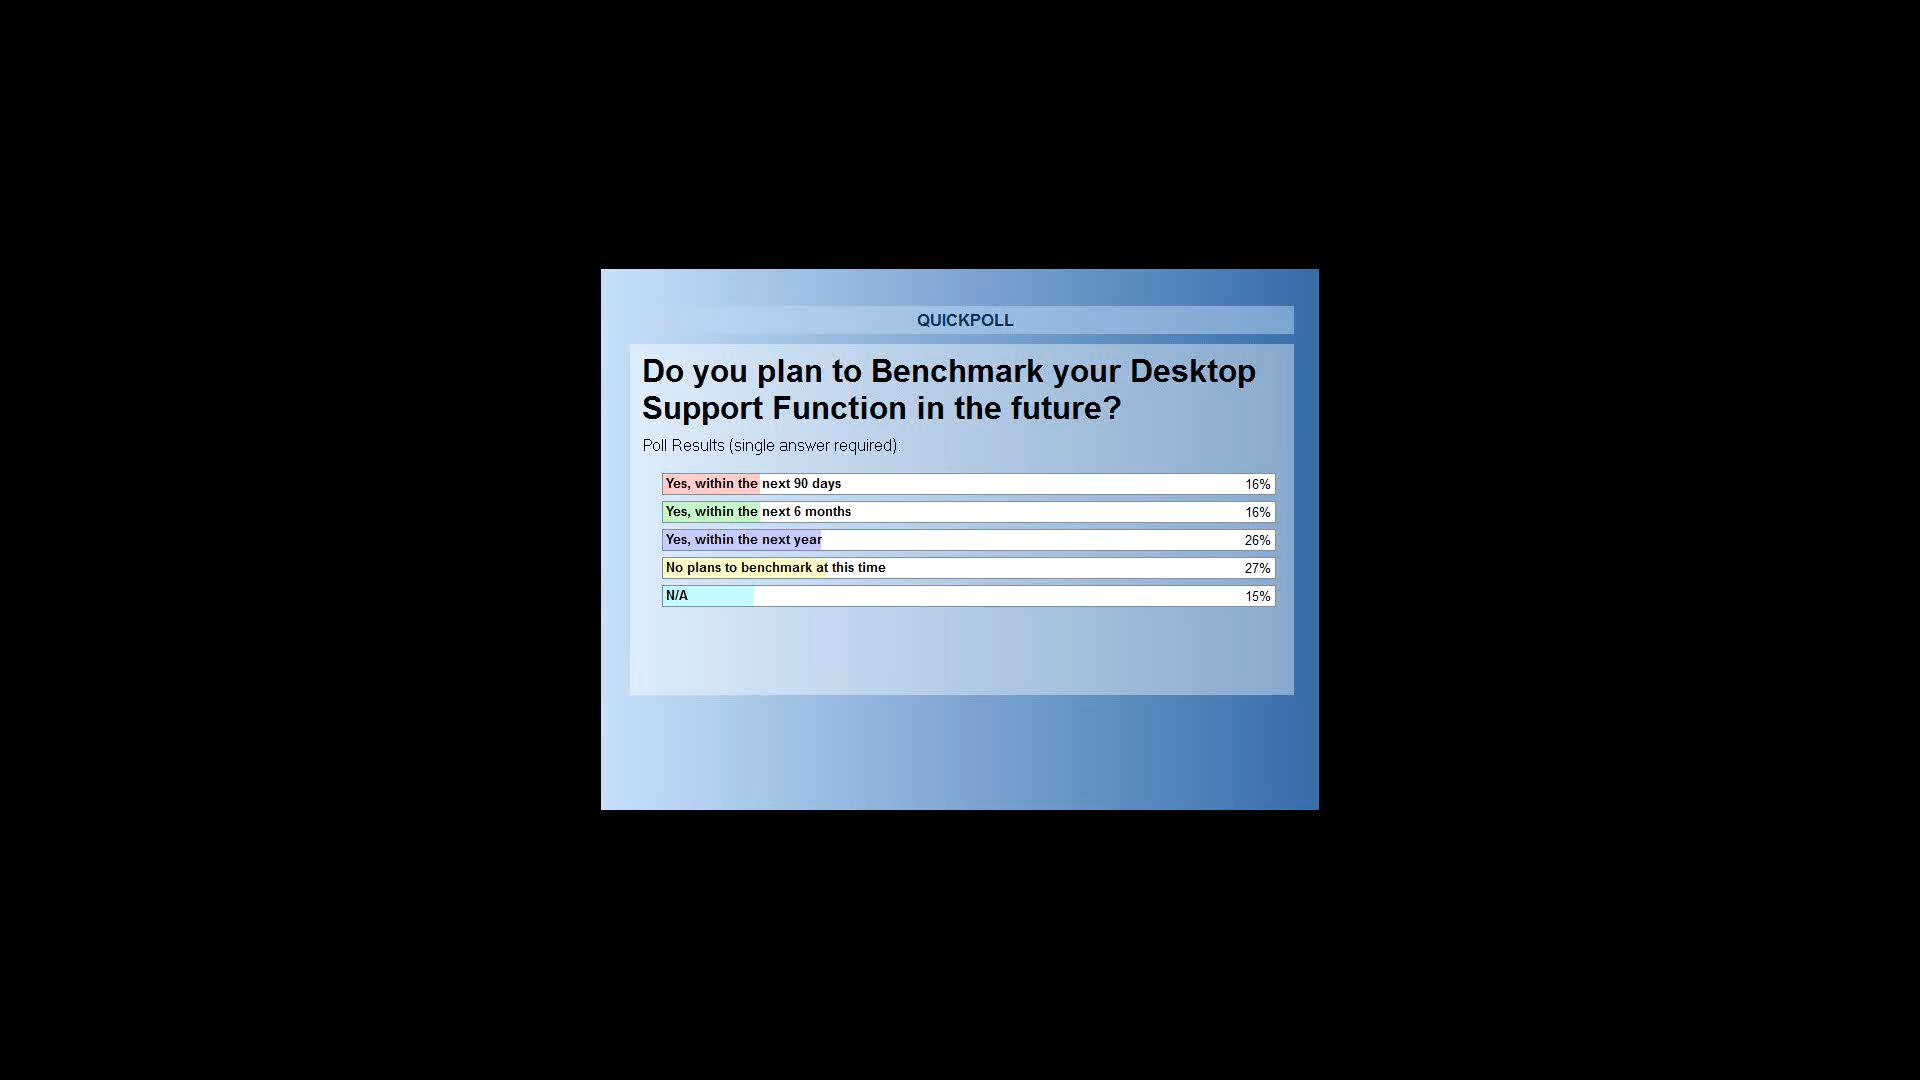 QUICKPOLL
Do you plan to Benchmark your Desktop
Support Function in the future?
Poll Results (single answer required):
Yes, within the next 90 days 16%
Yes, within the next 6 months 16%
Yes, within the next year 26%
No plans to benchmark at this time 27%
N/A 15%